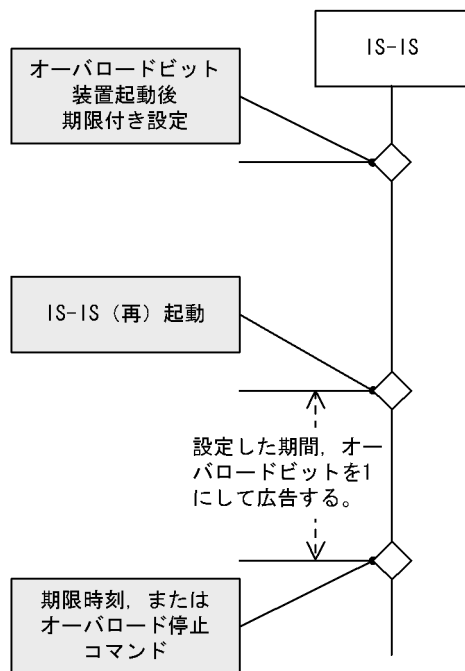 IS-IS
オーバロードビット
装置起動後
期限付き設定
IS-IS（再）起動
設定した期間，オー
バロードビットを1
にして広告する。
期限時刻，または
オーバロード停止
コマンド